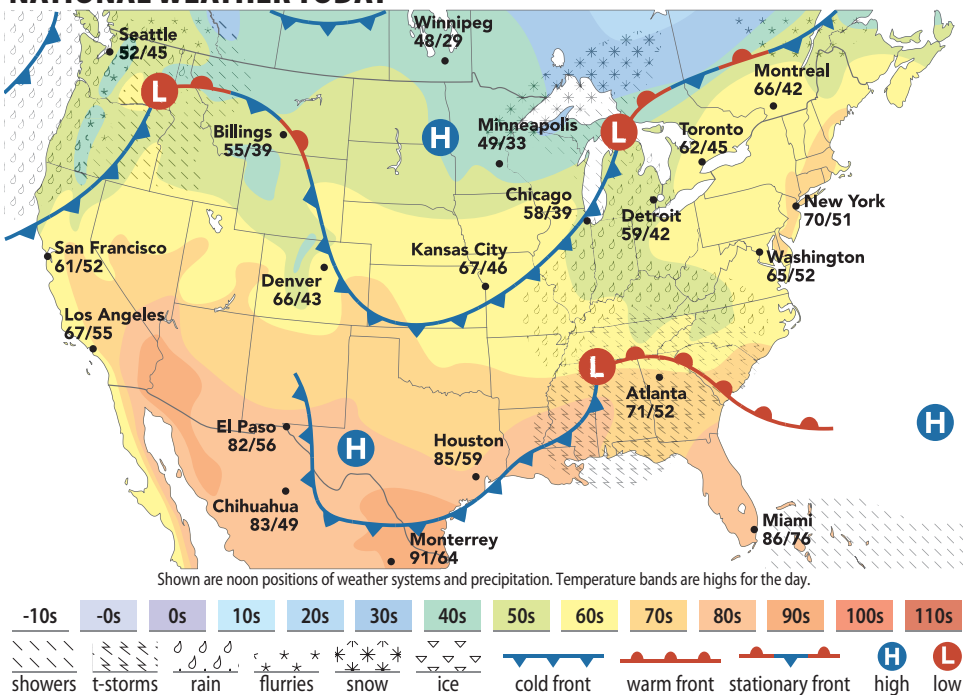 NATIONAL WEATHER TODAY
Seattle
52/45
Winnipeg
48/29
Montreal
66/42
L
Billings
55/39
H
Minneapolis
49/33
L
Toronto
62/45
Chicago
58/39
Detroit
59/42
New York
70/51
San Francisco
61/52
Kansas City
67/46
Washington
65/52
Denver
66/43
Los Angeles
67/55
L
Atlanta
71/52
El Paso
82/56
H
Houston
85/59
H
Chihuahua
83/49
Monterrey
91/64
Miami
86/76
Shown are noon positions of weather systems and precipitation. Temperature bands are highs for the day.
-10s -0s 0s 10s 20s 30s 40s 50s 60s 70s 80s 90s 100s 110s
H L
showers t-storms rain flurries snow ice cold front warm front stationary front high low